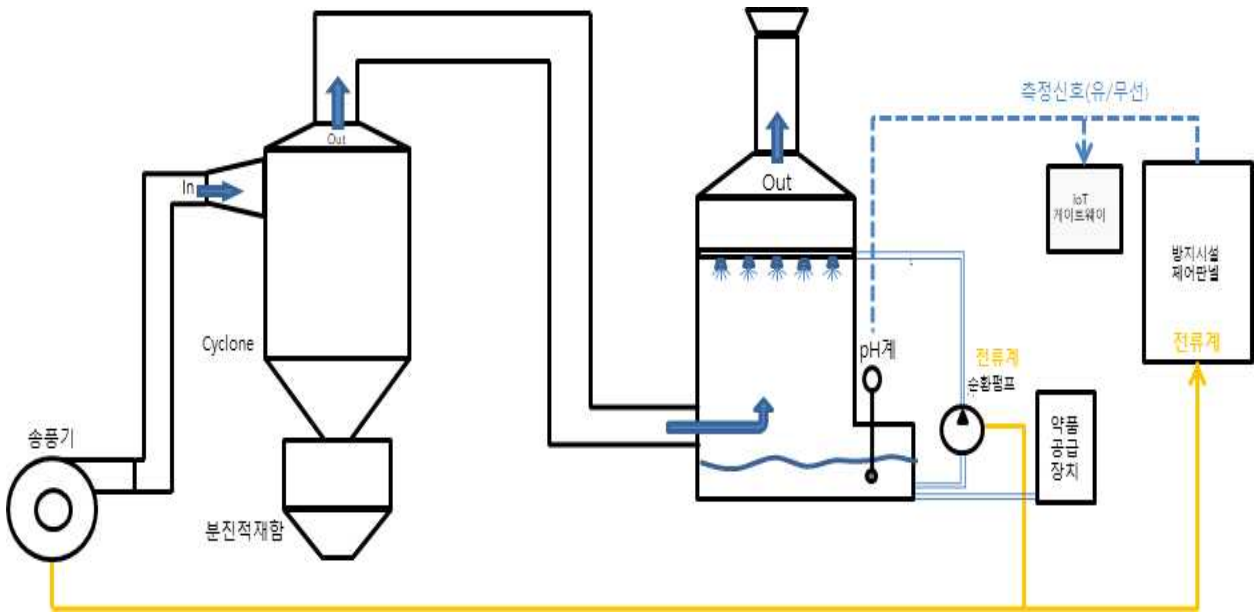 측정신호(유/무선)
Out
In
Out
IoT
게이트웨이
방지시설
제어판넬
Cyclone
pH계
전류계
순환펌프
전류계
송풍기
약품
공급
장치
분진적재함